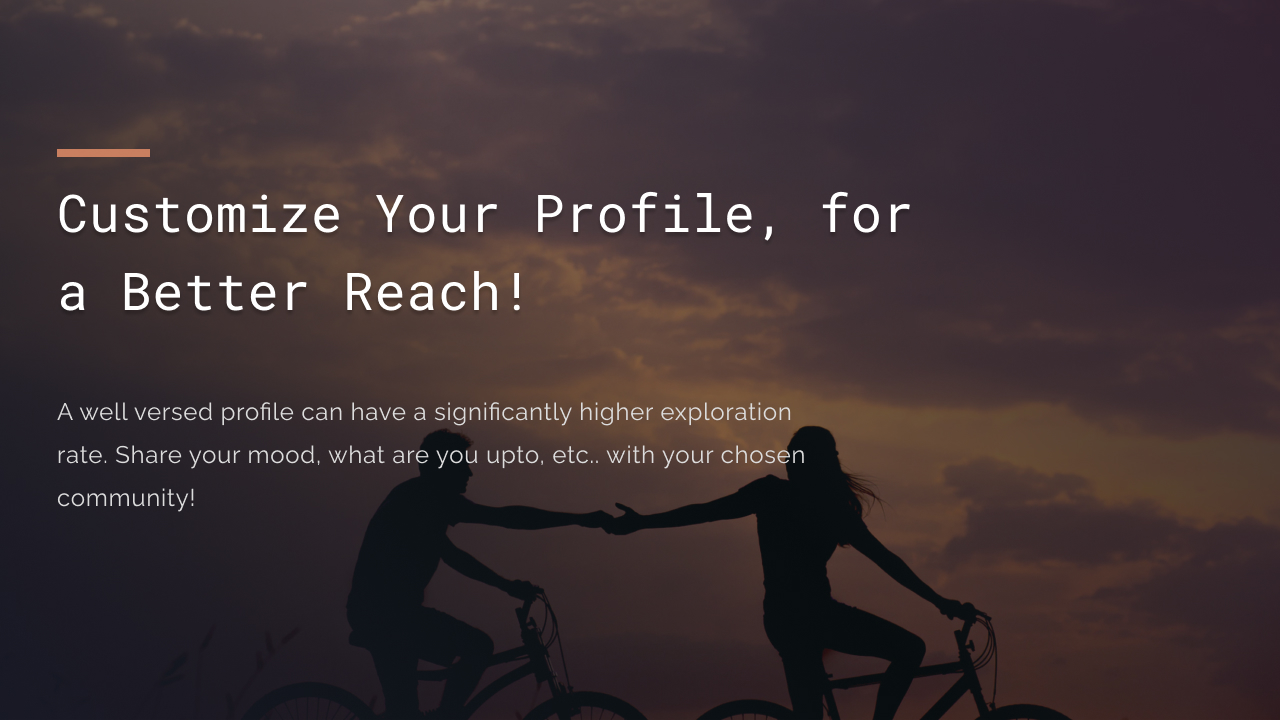 Customize Your Profile, for
a Better Reach!
A well versed profile can have a significantly higher exploration
rate. Share your mood, what are you upto, etc.. with your chosen
community!